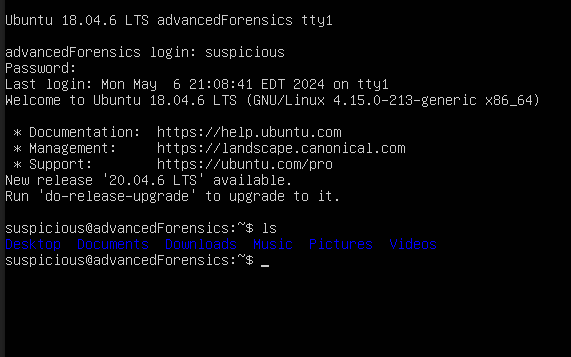 Ubuntu 18.04.6 LTS advancedForensics tty1
advancedForensics login: suspicious
Password:
Last login: Mon May  6 21:08:41 EDT 2024 on tty1
Welcome to Ubuntu 18.04.6 LTS (GNU/Linux 4.15.0-213-generic x86_64)
 * Documentation:  https://help.ubuntu.com
 * Management:     https://landscape.canonical.com
 * Support:        https://ubuntu.com/pro
New release '20.04.6 LTS' available.
Run 'do-release-upgrade' to upgrade to it.
suspicious@advancedForensics:~$ ls
Desktop  Documents  Downloads  Music  Pictures  Videos
suspicious@advancedForensics:~$ _